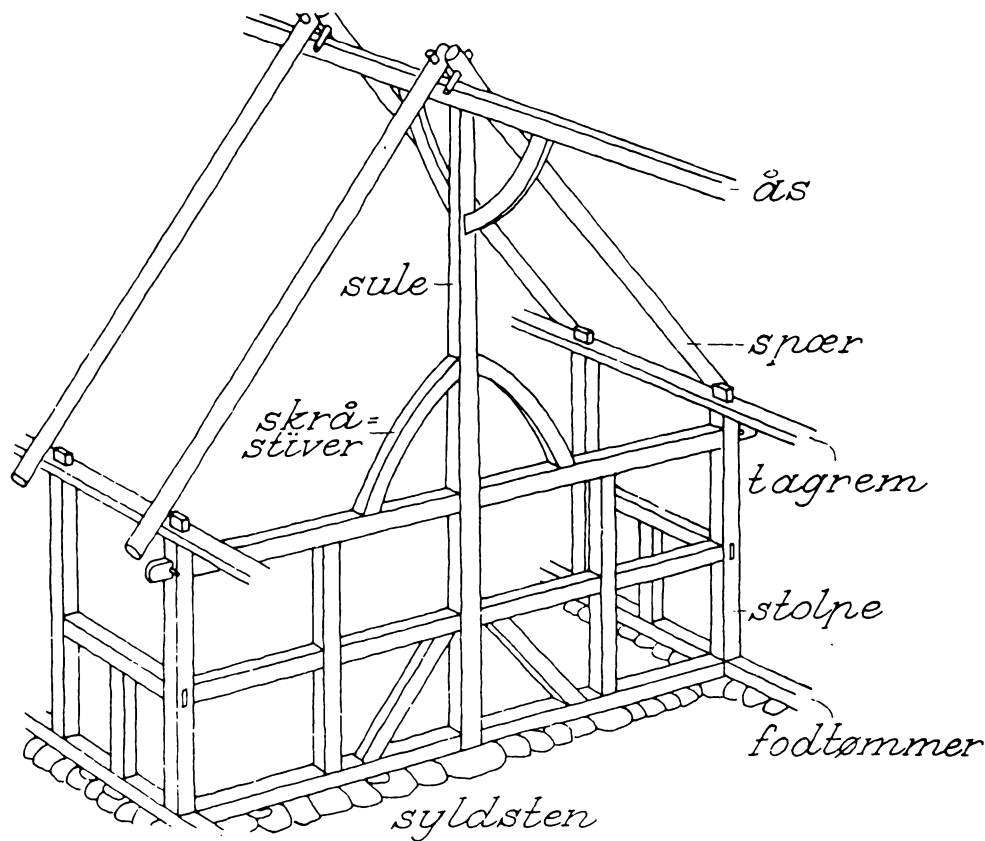 ås
sule
spær
skrå=
stiver
tagrem
stolpe
fodtømmer
syldsten